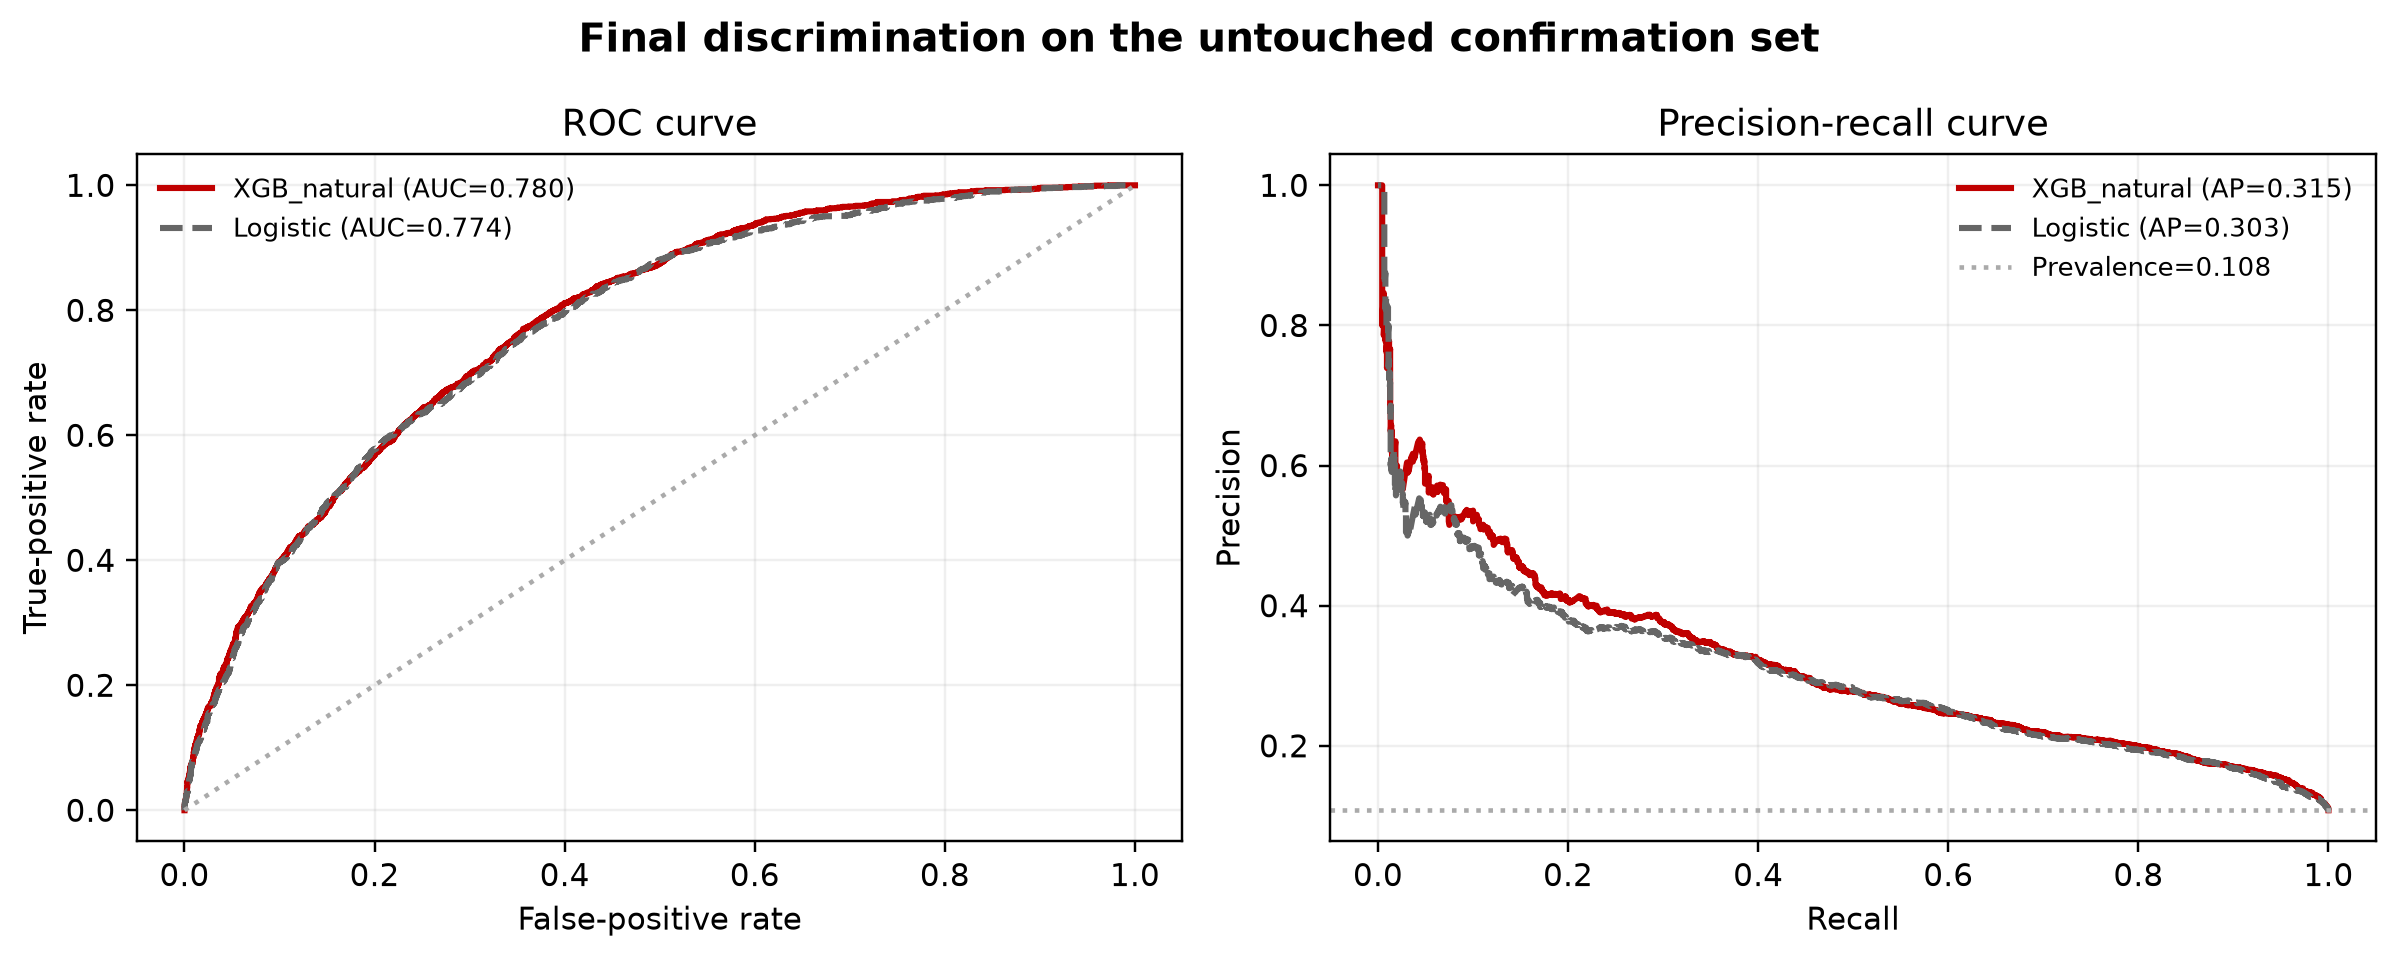 Final discrimination on the untouched confirmation set
ROC curve
XGB_natural (AUC=0.780)
Logistic (AUC=0.774)
True-positive rate
1.0
0.8
0.6
0.4
0.2
0.0
0.0 0.2 0.4 0.6 0.8 1.0
False-positive rate
Precision-recall curve
XGB_natural (AP=0.315)
Logistic (AP=0.303)
Prevalence=0.108
Precision
1.0
0.8
0.6
0.4
0.2
0.0 0.2 0.4 0.6 0.8 1.0
Recall